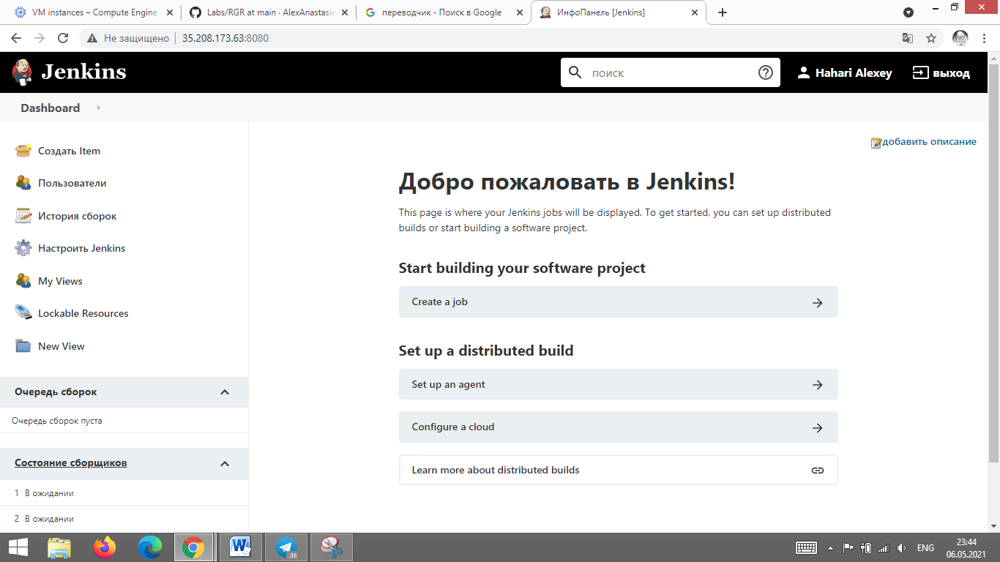 VM instances – Compute Engine
Labs/RGR at main · AlexAnastasie
переводчик - Поиск в Google
ИнфоПанель [Jenkins]
Не защищено
35.208.173.63:8080
Jenkins
поиск
Hahari Alexey
выход
Dashboard
добавить описание
Создать Item
Пользователи
История сборок
Настроить Jenkins
My Views
Lockable Resources
New View
Очередь сборок
Очередь сборок пуста
Состояние сборщиков
1 В ожидании
2 В ожидании
Добро пожаловать в Jenkins!
This page is where your Jenkins jobs will be displayed. To get started, you can set up distributed
builds or start building a software project.
Start building your software project
Create a job
Set up a distributed build
Set up an agent
Configure a cloud
Learn more about distributed builds
36
ENG
23:44
06.05.2021